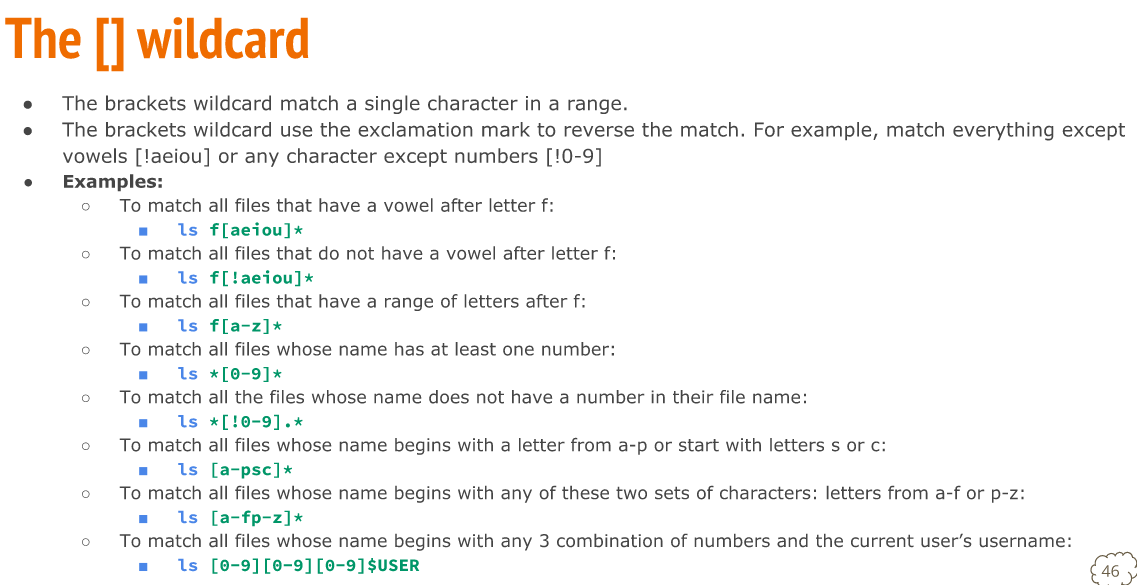 The [] wildcard
● The brackets wildcard match a single character in a range.
● The brackets wildcard use the exclamation mark to reverse the match. For example, match everything except
vowels [!aeiou] or any character except numbers [!0-9]
● Examples:
○ To match all files that have a vowel after letter f:
■ ls f[aeiou]*
○ To match all files that do not have a vowel after letter f:
■ ls f[!aeiou]*
○ To match all files that have a range of letters after f:
■ ls f[a-z]*
○ To match all files whose name has at least one number:
■ ls *[0-9]*
○ To match all the files whose name does not have a number in their file name:
■ ls *[!0-9].*
○ To match all files whose name begins with a letter from a-p or start with letters s or c:
■ ls [a-psc]*
○ To match all files whose name begins with any of these two sets of characters: letters from a-f or p-z:
■ ls [a-fp-z]*
○ To match all files whose name begins with any 3 combination of numbers and the current user’s username:
■ ls [0-9][0-9][0-9]$USER
46